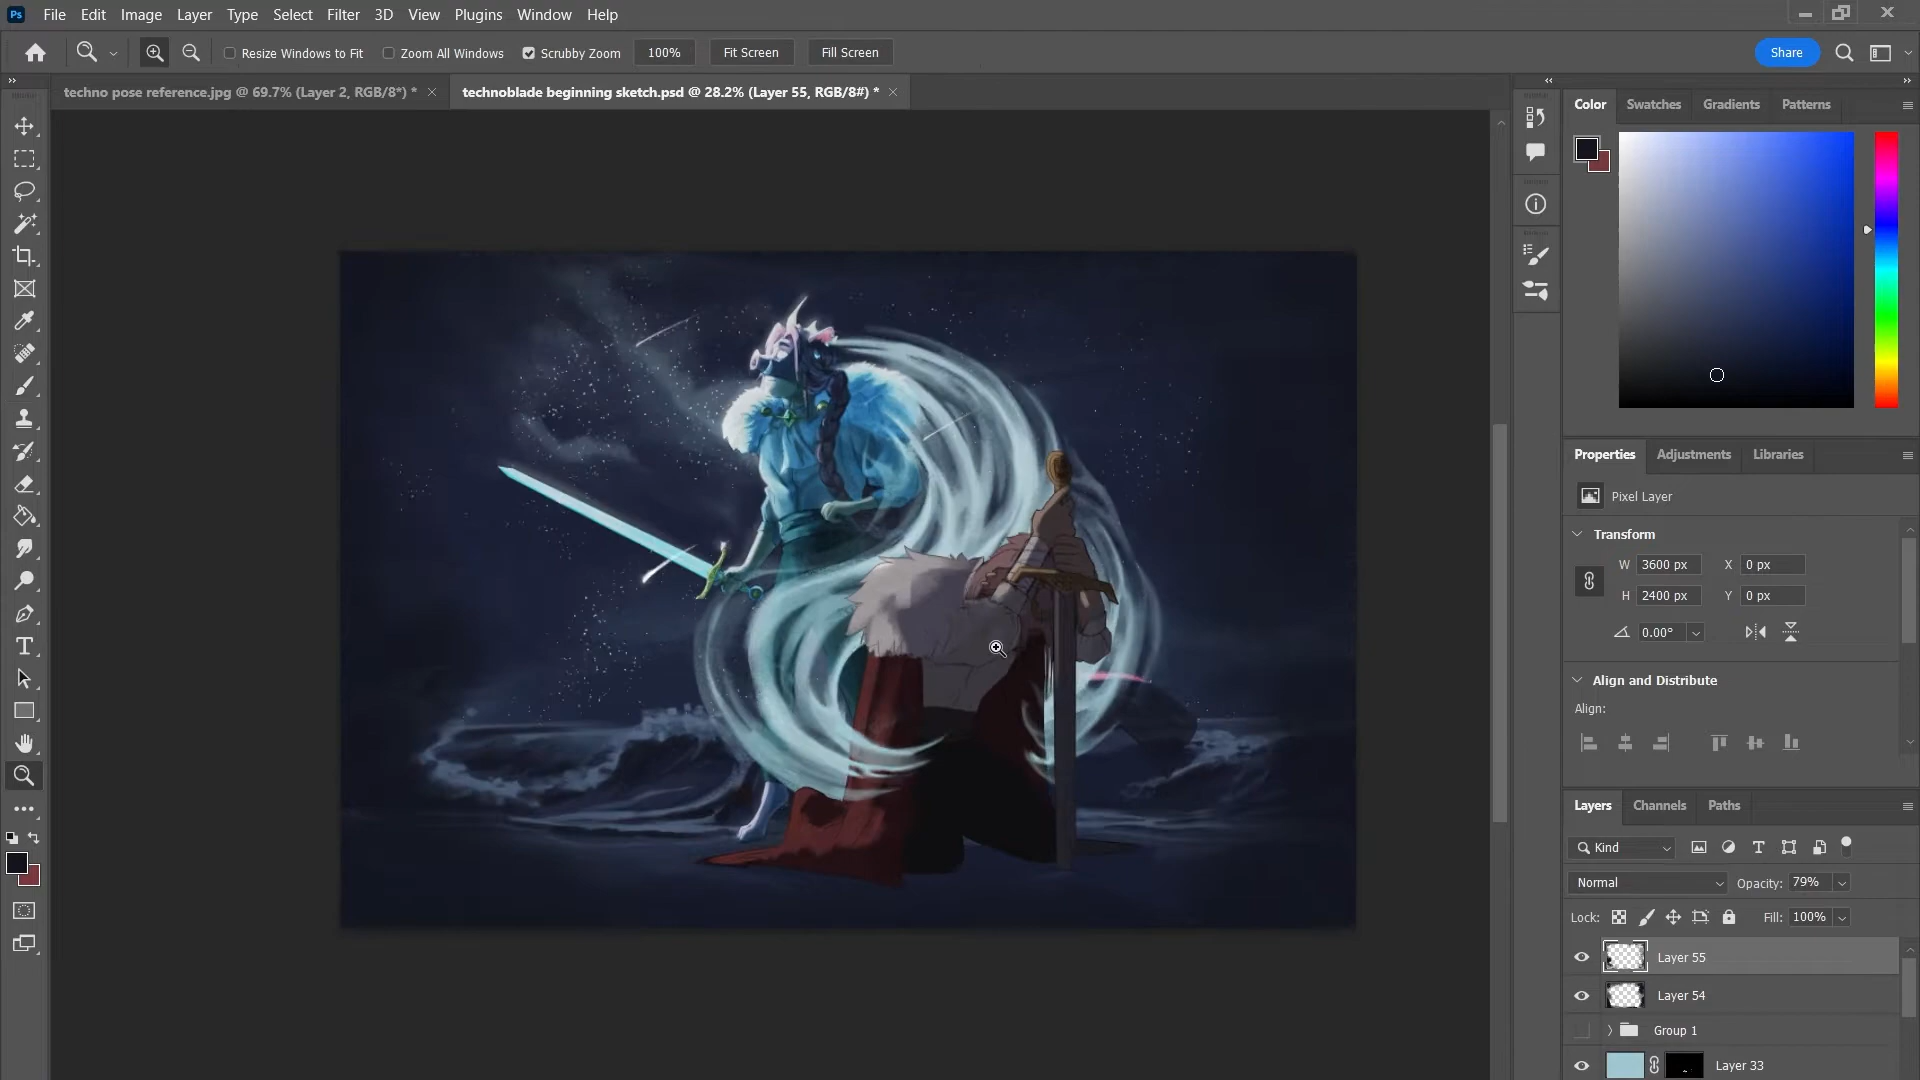 Ps File Edit Image Layer Type Select Filter 3D View Plugins Window Help
Resize Windows to Fit Zoom All Windows Scrubby Zoom 100% Fit Screen Fill Screen Share
techno pose reference.jpg @ 69.7% (Layer 2, RGB/8*) * technoblade beginning sketch.psd @ 28.2% (Layer 55, RGB/8#) *
Color Swatches Gradients Patterns
Properties Adjustments Libraries
Pixel Layer
Transform
W 3600 px X 0 px
H 2400 px Y 0 px
0.00°
Align and Distribute
Align:
Layers Channels Paths
Kind
Normal Opacity: 79%
Lock: Fill: 100%
Layer 55
Layer 54
Group 1
Layer 33